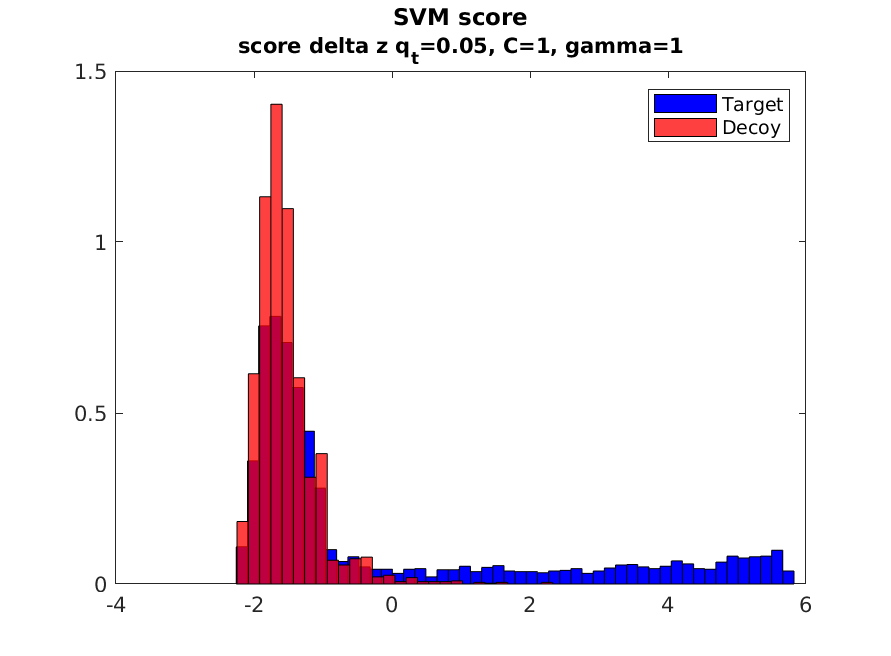 SVM score
score delta z q_t=0.05, C=1, gamma=1
1.5
1
0.5
0
-4
-2
0
2
4
6
Target
Decoy